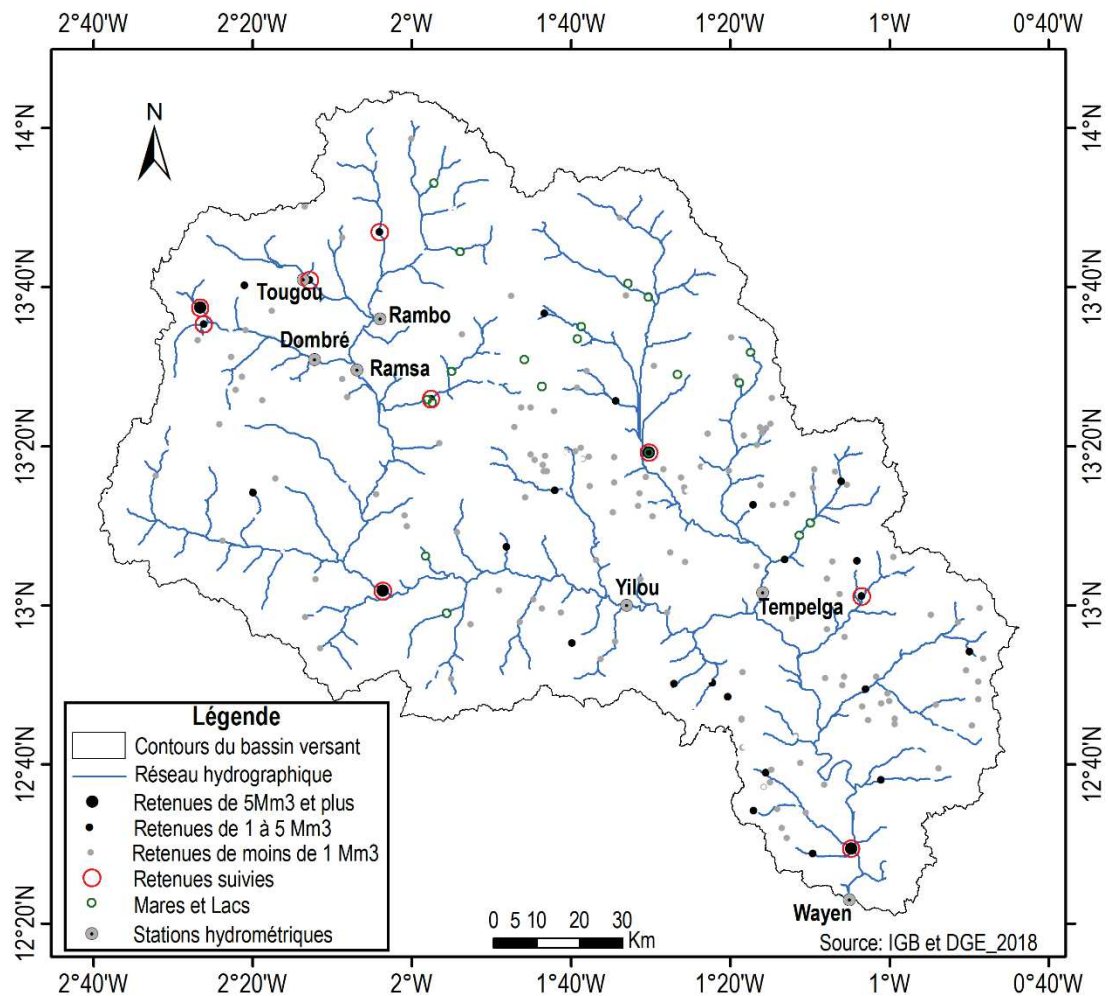 2°40'W 2°20'W 2°0'W 1°40'W 1°20'W 1°0'W 0°40'W
N
14°N 14°N
13°40'N 13°40'N
Tougou
Rambo
Dombré
Ramsa
13°20'N 13°20'N
Yilou
13°N 13°N
Tempelga
Légende
Contours du bassin versant
Réseau hydrographique
Retenues de 5Mm3 et plus
Retenues de 1 à 5 Mm3
Retenues de moins de 1 Mm3
Retenues suivies
Mares et Lacs
Stations hydrométriques
12°40'N 12°40'N
Wayen
0 5 10 20 30
Km
Source: IGB et DGE_2018
12°20'N 12°20'N
2°40'W 2°20'W 2°0'W 1°40'W 1°20'W 1°0'W 0°40'W